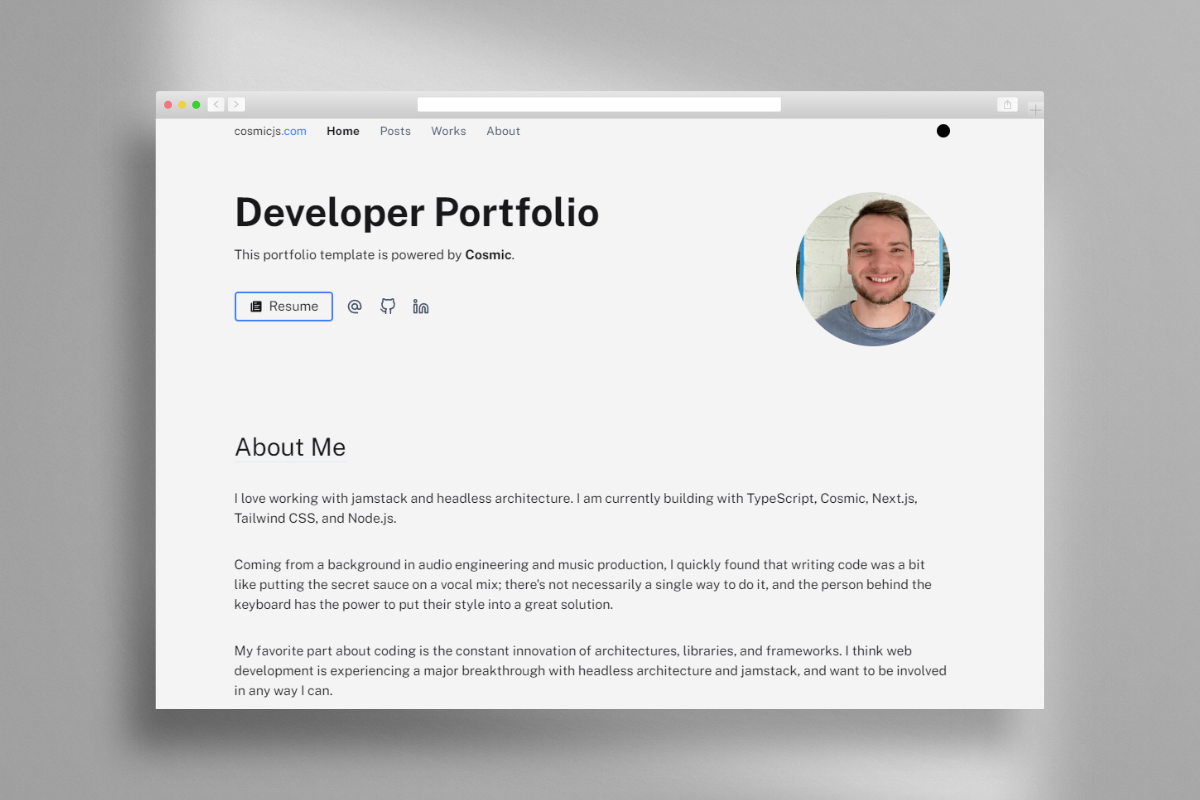 cosmicjs.com Home Posts Works About
Developer Portfolio
This portfolio template is powered by Cosmic.
Resume
About Me
I love working with jamstack and headless architecture. I am currently building with TypeScript, Cosmic, Next.js,
Tailwind CSS, and Node.js.
Coming from a background in audio engineering and music production, I quickly found that writing code was a bit
like putting the secret sauce on a vocal mix; there's not necessarily a single way to do it, and the person behind the
keyboard has the power to put their style into a great solution.
My favorite part about coding is the constant innovation of architectures, libraries, and frameworks. I think web
development is experiencing a major breakthrough with headless architecture and jamstack, and want to be involved
in any way I can.